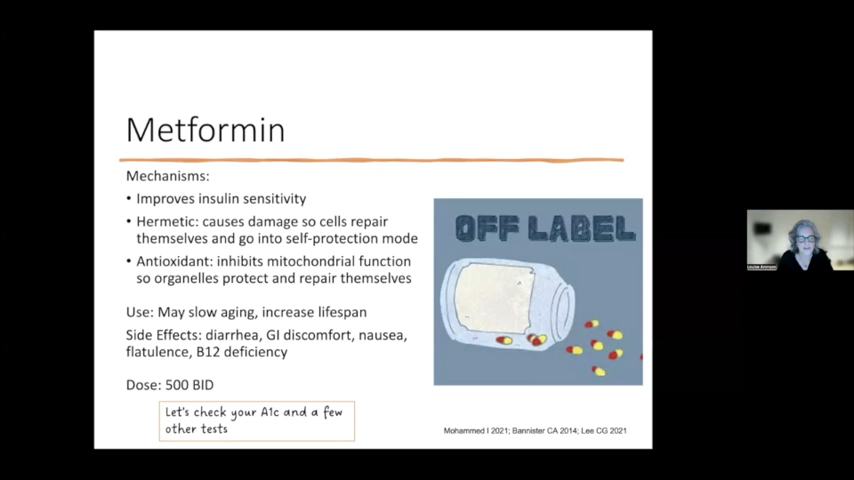 Metformin
Mechanisms:
• Improves insulin sensitivity
• Hermetic: causes damage so cells repair
themselves and go into self-protection mode
• Antioxidant: inhibits mitochondrial function
so organelles protect and repair themselves
Use: May slow aging, increase lifespan
Side Effects: diarrhea, GI discomfort, nausea,
flatulence, B12 deficiency
Dose: 500 BID
Let's check your A1c and a few
other tests
OFF LABEL
Mohammed I 2021; Bannister CA 2014; Lee CG 2021